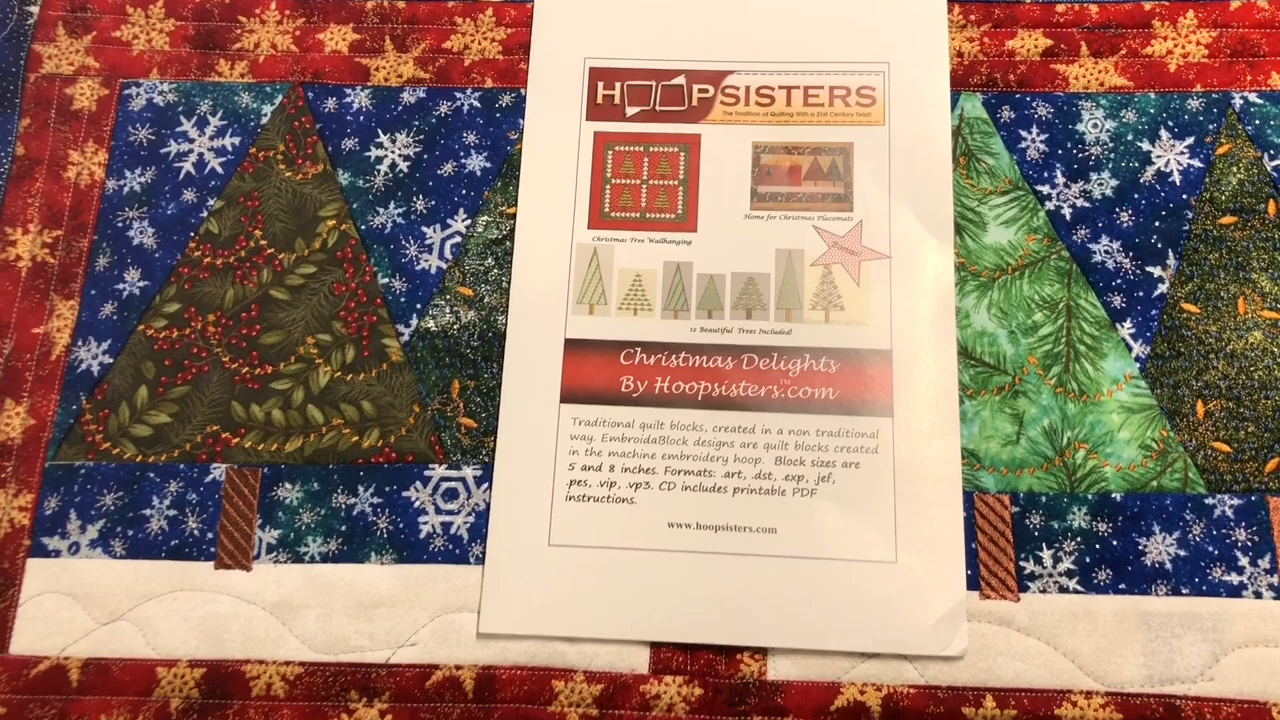 HOOPSISTERS
The Tradition of Quilting With a 21st Century Twist!
Christmas Tree Wallhanging
Home for Christmas Placemats
12 Beautiful Trees Included!
Christmas Delights
By Hoopsisters.com™
Traditional quilt blocks, created in a non traditional
way. EmbroidaBlock designs are quilt blocks created
in the machine embroidery hoop. Block sizes are
5 and 8 inches. Formats: .art, .dst, .exp, .jef,
.pes, .vip, .vp3. CD includes printable PDF
instructions.
www.hoopsisters.com